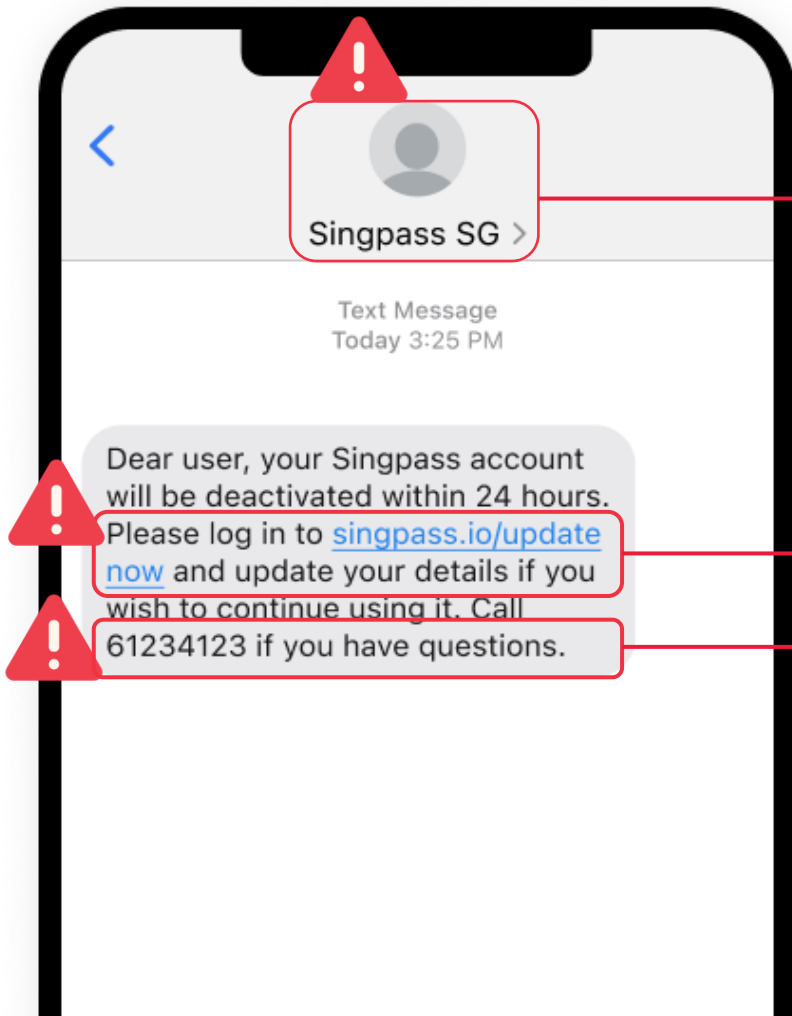 Singpass SG >
Text Message
Today 3:25 PM
Dear user, your Singpass account
will be deactivated within 24 hours.
Please log in to singpass.io/update
now and update your details if you
wish to continue using it. Call
61234123 if you have questions.